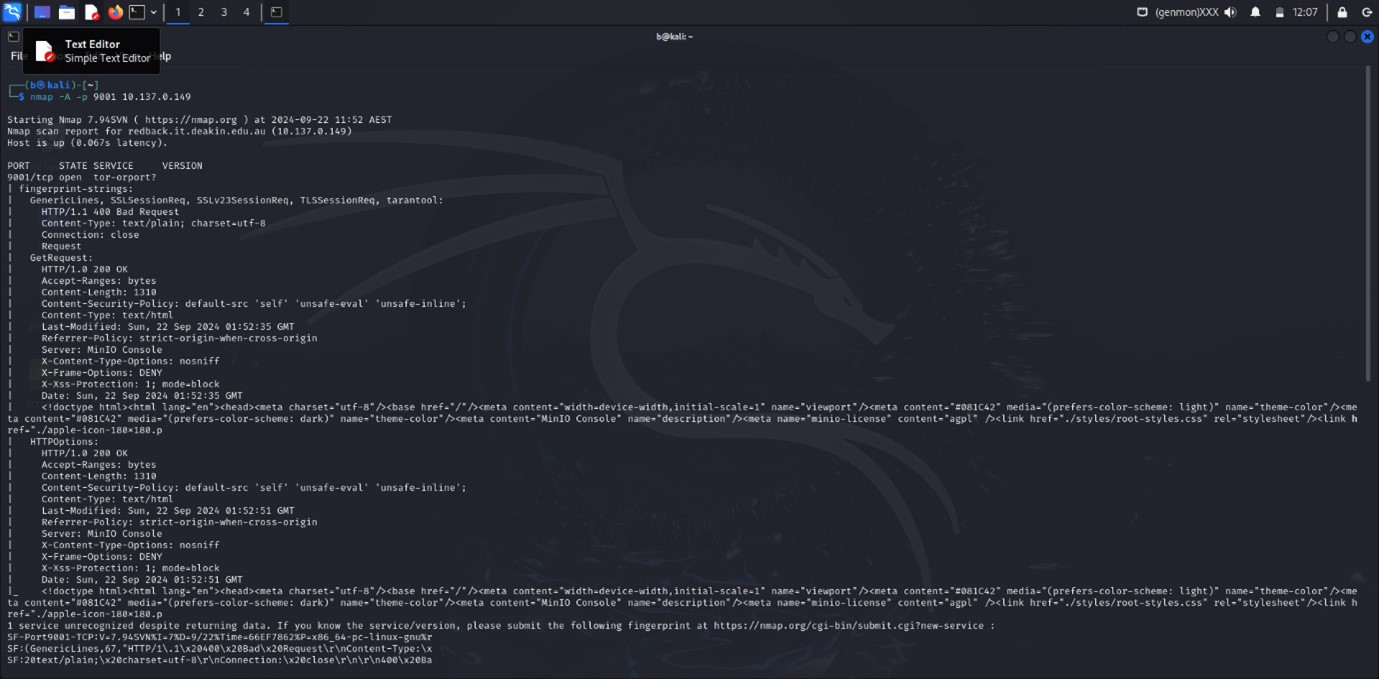 1 2 3 4 (genmon)XXX 12:07
b@kali: ~
Text Editor
Simple Text Editor
Fil lp
(b㉿kali)-[~]
$ nmap -A -p 9001 10.137.0.149
Starting Nmap 7.94SVN ( https://nmap.org ) at 2024-09-22 11:52 AEST
Nmap scan report for redback.it.deakin.edu.au (10.137.0.149)
Host is up (0.067s latency).
PORT     STATE SERVICE    VERSION
9001/tcp open  tor-orport?
| fingerprint-strings:
|   GenericLines, SSLSessionReq, SSLv23SessionReq, TLSSessionReq, tarantool:
|     HTTP/1.1 400 Bad Request
|     Content-Type: text/plain; charset=utf-8
|     Connection: close
|     Request
|   GetRequest:
|     HTTP/1.0 200 OK
|     Accept-Ranges: bytes
|     Content-Length: 1310
|     Content-Security-Policy: default-src 'self' 'unsafe-eval' 'unsafe-inline';
|     Content-Type: text/html
|     Last-Modified: Sun, 22 Sep 2024 01:52:35 GMT
|     Referrer-Policy: strict-origin-when-cross-origin
|     Server: MinIO Console
|     X-Content-Type-Options: nosniff
|     X-Frame-Options: DENY
|     X-Xss-Protection: 1; mode=block
|     Date: Sun, 22 Sep 2024 01:52:35 GMT
|     <!doctype html><html lang="en"><head><meta charset="utf-8"/><base href="/"/><meta content="width=device-width,initial-scale=1" name="viewport"/><meta content="#081C42" media="(prefers-color-scheme: light)" name="theme-color"/><me
ta content="#081C42" media="(prefers-color-scheme: dark)" name="theme-color"/><meta content="MinIO Console" name="description"/><meta name="minio-license" content="agpl" /><link href="./styles/root-styles.css" rel="stylesheet"/><link h
ref="./apple-icon-180×180.p
|   HTTPOptions:
|     HTTP/1.0 200 OK
|     Accept-Ranges: bytes
|     Content-Length: 1310
|     Content-Security-Policy: default-src 'self' 'unsafe-eval' 'unsafe-inline';
|     Content-Type: text/html
|     Last-Modified: Sun, 22 Sep 2024 01:52:51 GMT
|     Referrer-Policy: strict-origin-when-cross-origin
|     Server: MinIO Console
|     X-Content-Type-Options: nosniff
|     X-Frame-Options: DENY
|     X-Xss-Protection: 1; mode=block
|     Date: Sun, 22 Sep 2024 01:52:51 GMT
|_    <!doctype html><html lang="en"><head><meta charset="utf-8"/><base href="/"/><meta content="width=device-width,initial-scale=1" name="viewport"/><meta content="#081C42" media="(prefers-color-scheme: light)" name="theme-color"/><me
ta content="#081C42" media="(prefers-color-scheme: dark)" name="theme-color"/><meta content="MinIO Console" name="description"/><meta name="minio-license" content="agpl" /><link href="./styles/root-styles.css" rel="stylesheet"/><link h
ref="./apple-icon-180×180.p
1 service unrecognized despite returning data. If you know the service/version, please submit the following fingerprint at https://nmap.org/cgi-bin/submit.cgi?new-service :
SF-Port9001-TCP:V=7.94SVN%I=7%D=9/22%Time=66EF7862%P=x86_64-pc-linux-gnu%r
SF:(GenericLines,67,"HTTP/1\.1\x20400\x20Bad\x20Request\r\nContent-Type:\x
SF:20text/plain;\x20charset=utf-8\r\nConnection:\x20close\r\n\r\n400\x20Ba